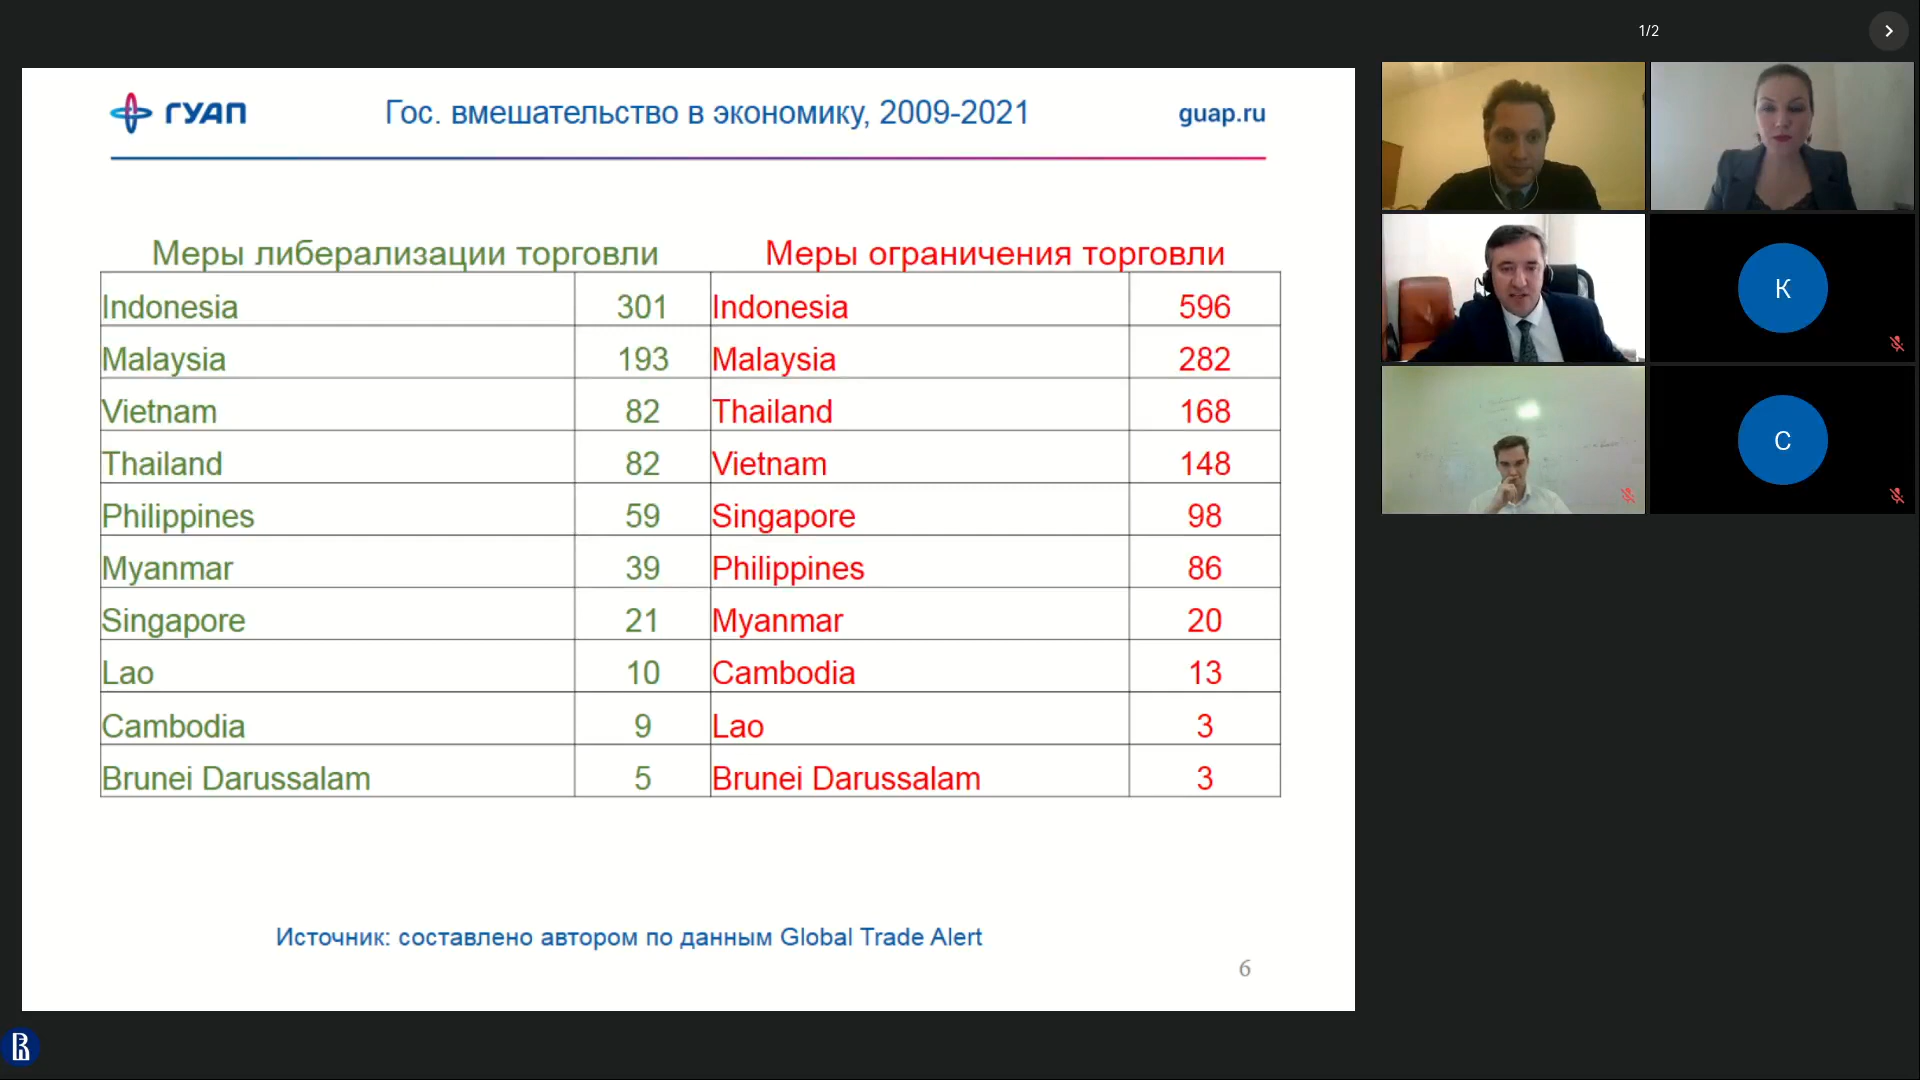 1/2
ГУАП
Гос. вмешательство в экономику, 2009-2021
guap.ru
Меры либерализации торговли Меры ограничения торговли
Indonesia 301 Indonesia 596
Malaysia 193 Malaysia 282
Vietnam 82 Thailand 168
Thailand 82 Vietnam 148
Philippines 59 Singapore 98
Myanmar 39 Philippines 86
Singapore 21 Myanmar 20
Lao 10 Cambodia 13
Cambodia 9 Lao 3
Brunei Darussalam 5 Brunei Darussalam 3
Источник: составлено автором по данным Global Trade Alert
6
К
С